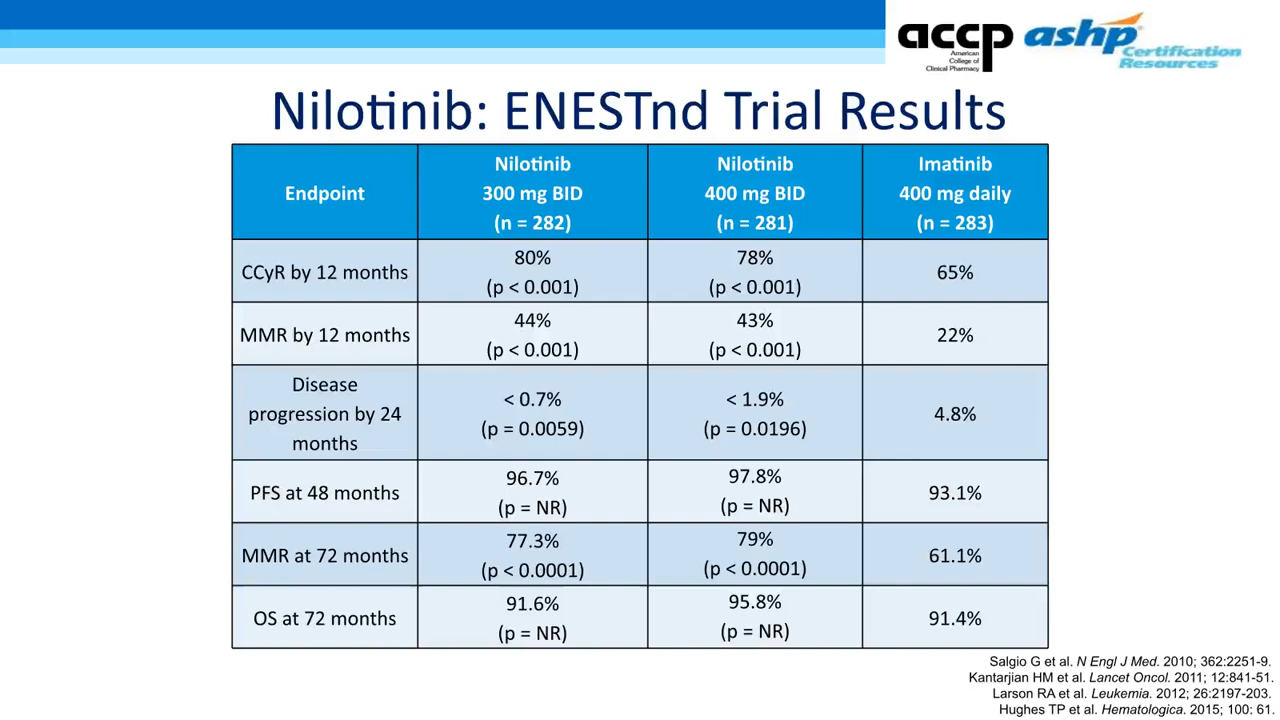 accp
American
College of
Clinical Pharmacy
ashp
Certification
Resources
Nilotinib: ENESTnd Trial Results
Endpoint
Nilotinib
300 mg BID
(n = 282)
Nilotinib
400 mg BID
(n = 281)
Imatinib
400 mg daily
(n = 283)
CCyR by 12 months
80%
(p < 0.001)
78%
(p < 0.001)
65%
MMR by 12 months
44%
(p < 0.001)
43%
(p < 0.001)
22%
Disease
progression by 24
months
< 0.7%
(p = 0.0059)
< 1.9%
(p = 0.0196)
4.8%
PFS at 48 months
96.7%
(p = NR)
97.8%
(p = NR)
93.1%
MMR at 72 months
77.3%
(p < 0.0001)
79%
(p < 0.0001)
61.1%
OS at 72 months
91.6%
(p = NR)
95.8%
(p = NR)
91.4%
Salgio G et al. N Engl J Med. 2010; 362:2251-9.
Kantarjian HM et al. Lancet Oncol. 2011; 12:841-51.
Larson RA et al. Leukemia. 2012; 26:2197-203.
Hughes TP et al. Hematologica. 2015; 100: 61.